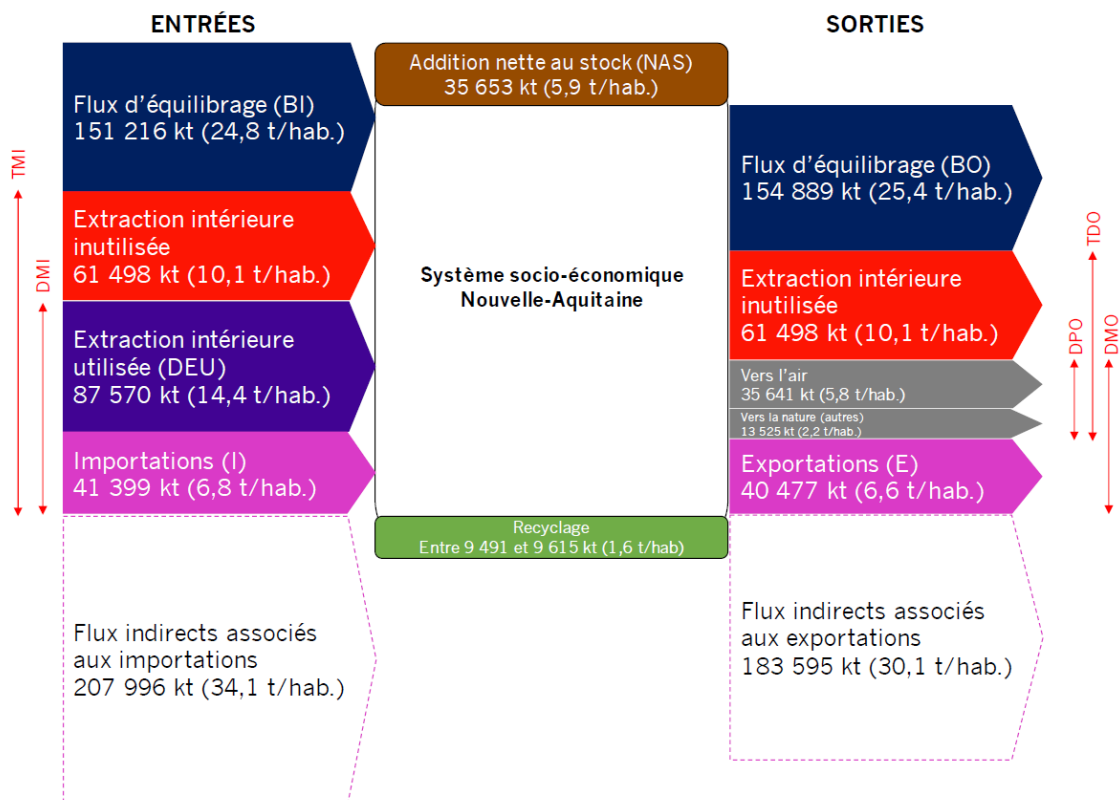 ENTRÉES
SORTIES
TMI
DMI
Flux d'équilibrage (BI)
151 216 kt (24,8 t/hab.)
Extraction intérieure
inutilisée
61 498 kt (10,1 t/hab.)
Extraction intérieure
utilisée (DEU)
87 570 kt (14,4 t/hab.)
Importations (I)
41 399 kt (6,8 t/hab.)
Flux indirects associés
aux importations
207 996 kt (34,1 t/hab.)
Addition nette au stock (NAS)
35 653 kt (5,9 t/hab.)
Système socio-économique
Nouvelle-Aquitaine
Recyclage
Entre 9 491 et 9 615 kt (1,6 t/hab)
Flux d'équilibrage (BO)
154 889 kt (25,4 t/hab.)
Extraction intérieure
inutilisée
61 498 kt (10,1 t/hab.)
Vers l'air
35 641 kt (5,8 t/hab.)
Vers la nature (autres)
13 525 kt (2,2 t/hab.)
Exportations (E)
40 477 kt (6,6 t/hab.)
Flux indirects associés
aux exportations
183 595 kt (30,1 t/hab.)
DPO
TDO
DMO